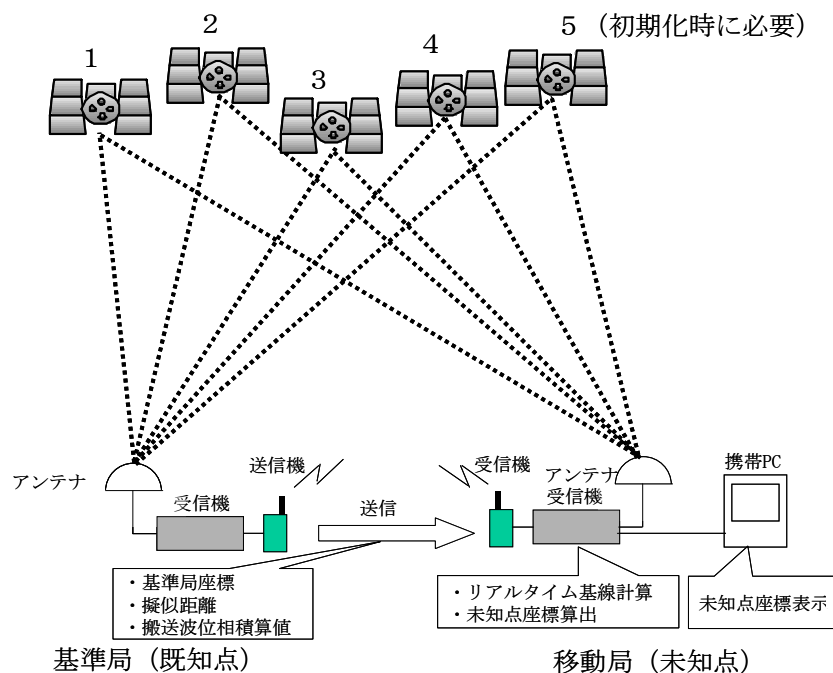 1
2
3
4
5 (初期化時に必要)
アンテナ
受信機
送信機
送信
受信機
アンテナ
受信機
携帯PC
・基準局座標
・擬似距離
・搬送波位相積算値
・リアルタイム基線計算
・未知点座標算出
未知点座標表示
基準局(既知点)
移動局(未知点)